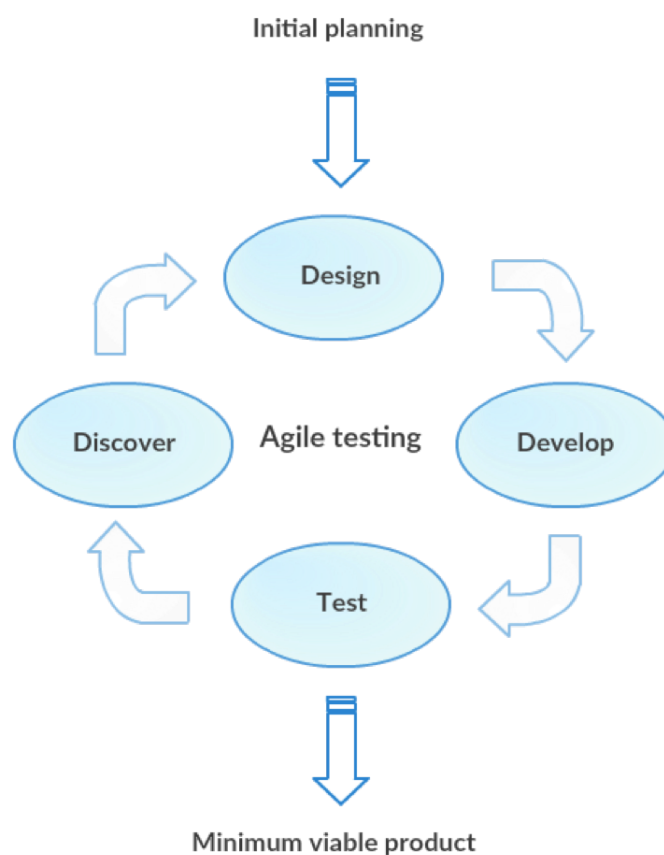 Initial planning
Design
Discover
Agile testing
Develop
Test
Minimum viable product